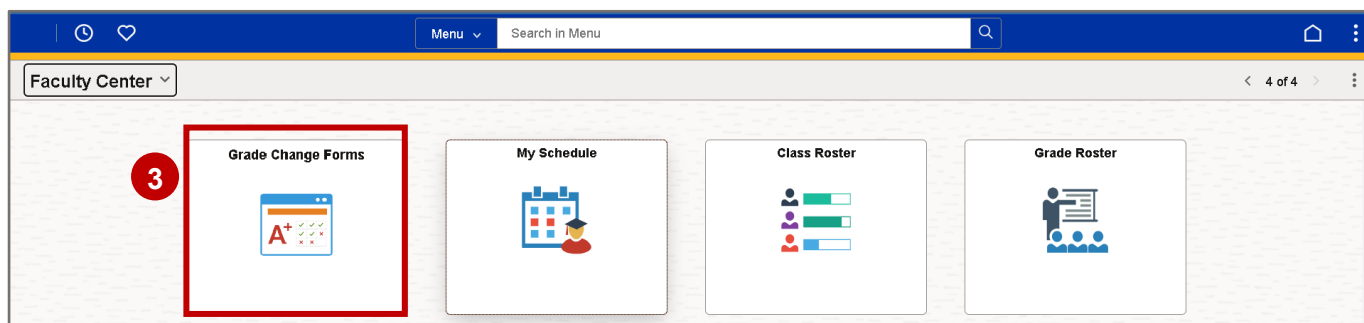 Menu
Search in Menu
Faculty Center
4 of 4
3
Grade Change Forms
My Schedule
Class Roster
Grade Roster
A+